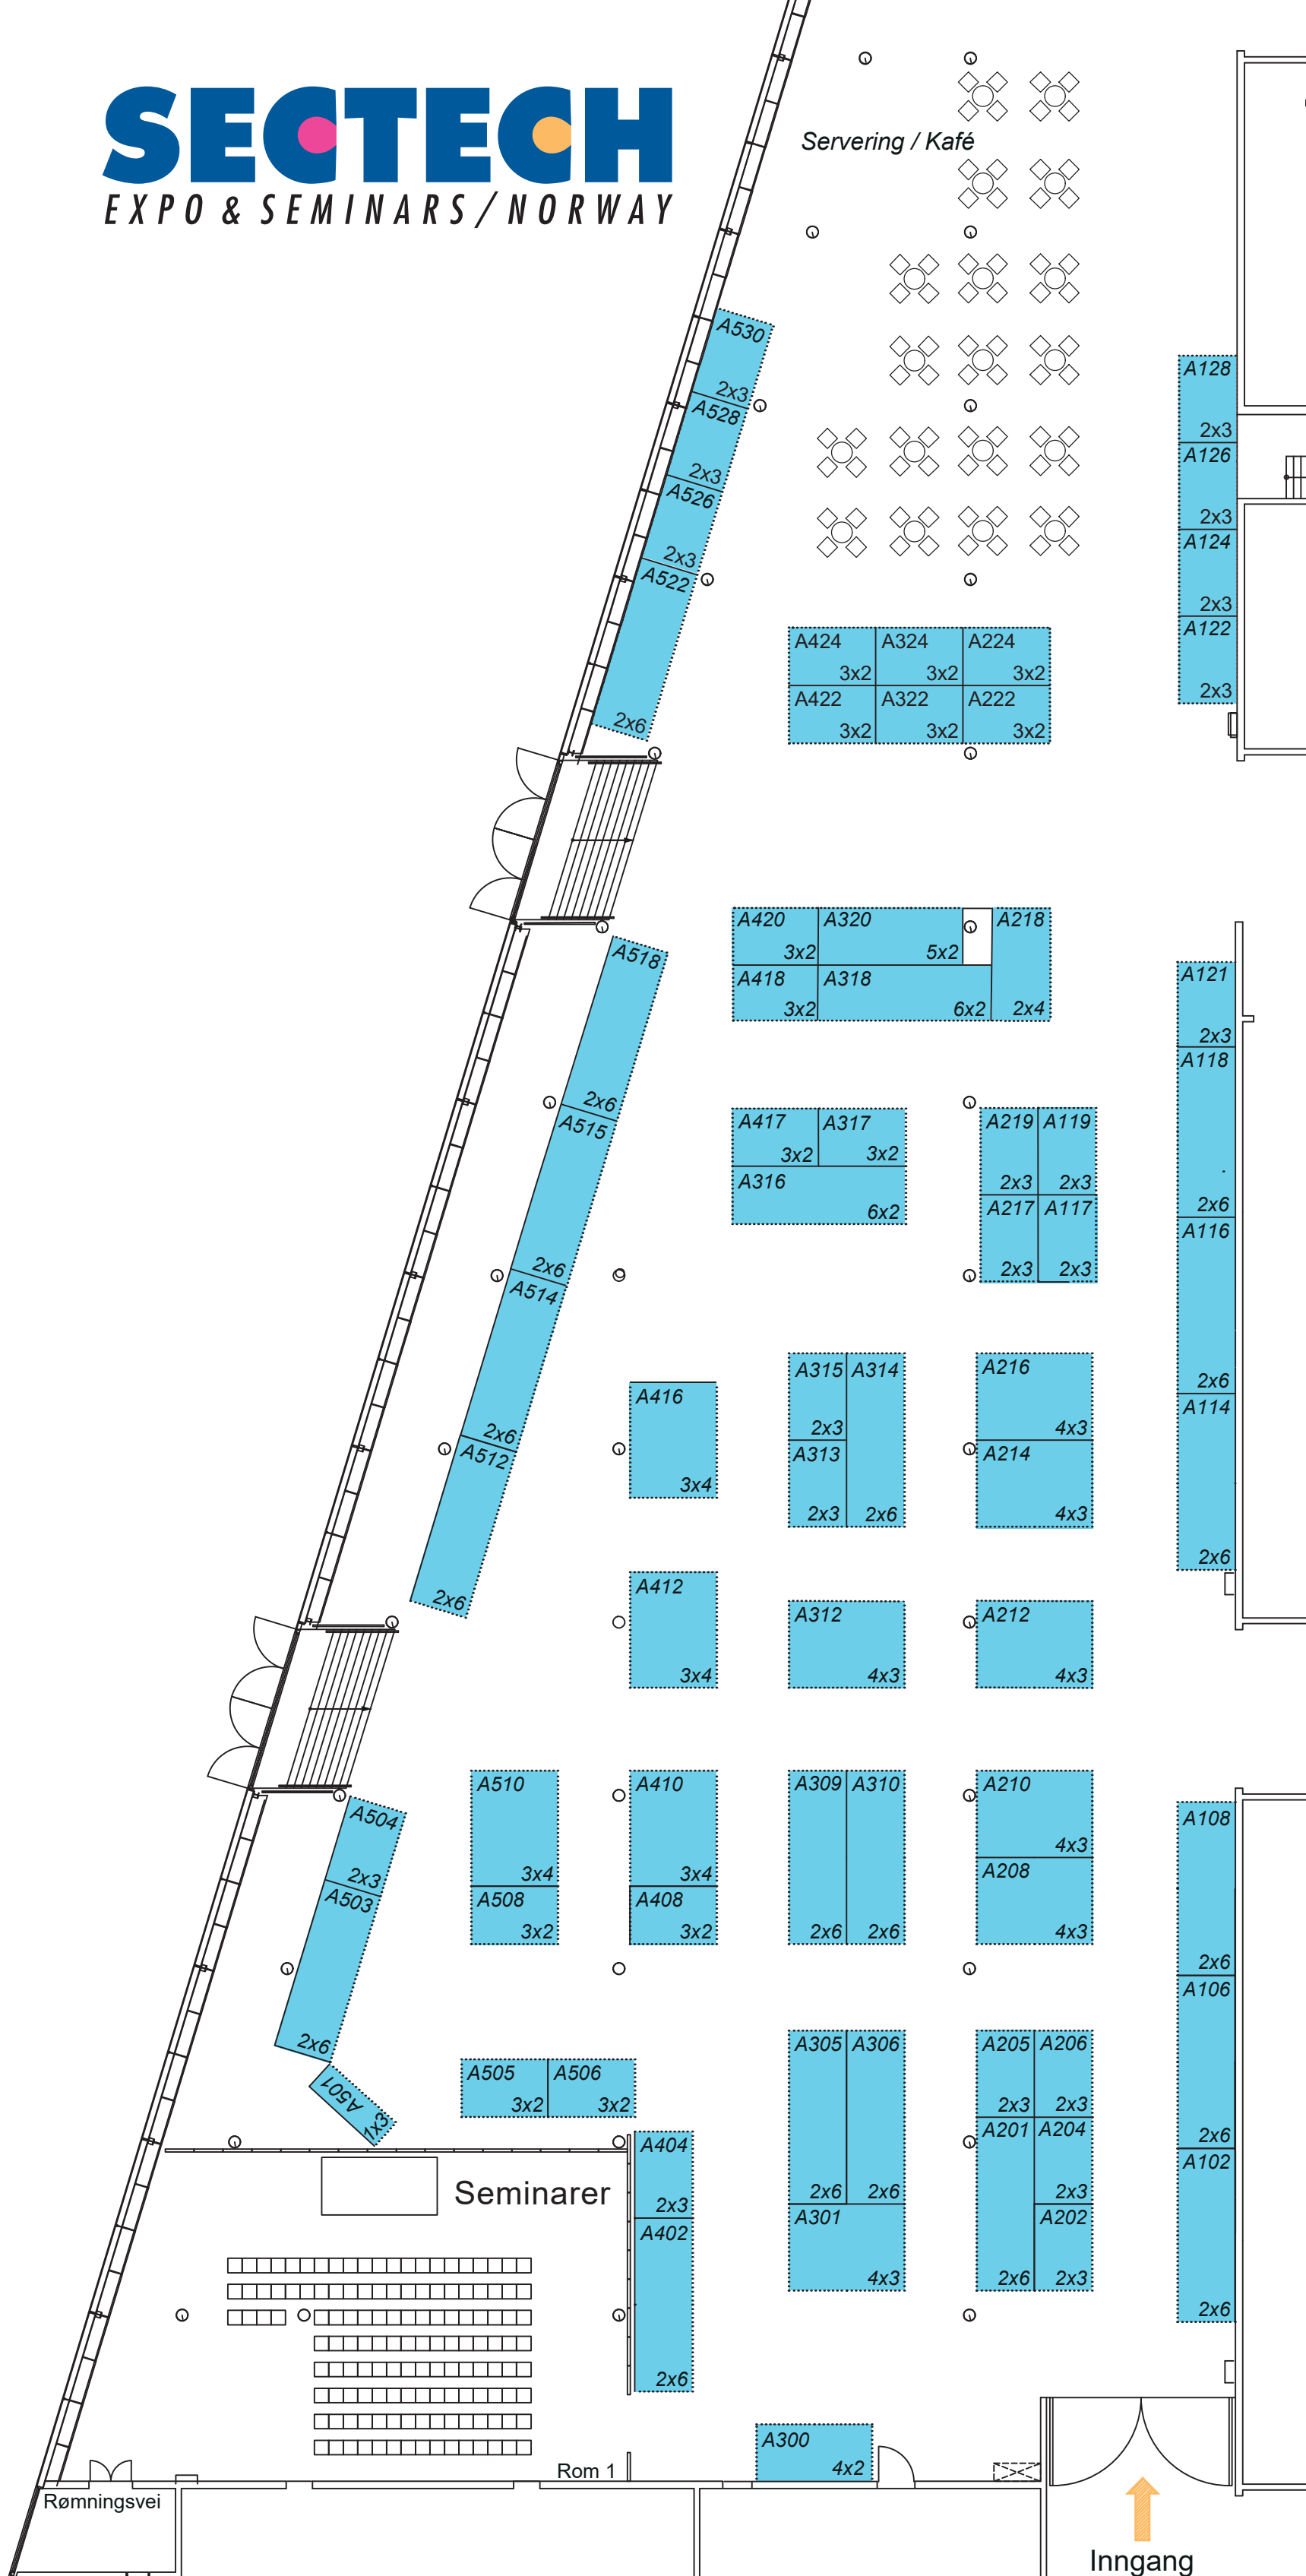 SECTECH
EXPO & SEMINARS/NORWAY
Servering / Kafé
A530
2x3
A528
2x3
A526
2x3
A522
2x6
A128
2x3
A126
2x3
A124
2x3
A122
2x3
A424 A324 A224
3x2 3x2 3x2
A422 A322 A222
3x2 3x2 3x2
A420 A320 A218
3x2 5x2
A418 A318
3x2 6x2 2x4
A518
2x6
A515
2x6
A514
2x6
A512
2x6
A121
2x3
A118
2x6
A116
2x6
A114
2x6
A417 A317
3x2 3x2
A316
6x2
A219 A119
2x3 2x3
A217 A117
2x3 2x3
A416
3x4
A315 A314
2x3
A313
2x3 2x6
A216
4x3
A214
4x3
A412
3x4
A312
4x3
A212
4x3
A504
2x3
A503
2x6
A501
1x3
A510
3x4
A508
3x2
A410
3x4
A408
3x2
A309 A310
2x6 2x6
A210
4x3
A208
4x3
A108
2x6
A106
2x6
A102
2x6
A505 A506
3x2 3x2
A305 A306
2x6 2x6
A301
4x3
A205 A206
2x3 2x3
A201 A204
2x3
A202
2x6 2x3
A404
2x3
A402
2x6
Seminarer
A300
4x2
Rom 1
Rømningsvei
Inngang